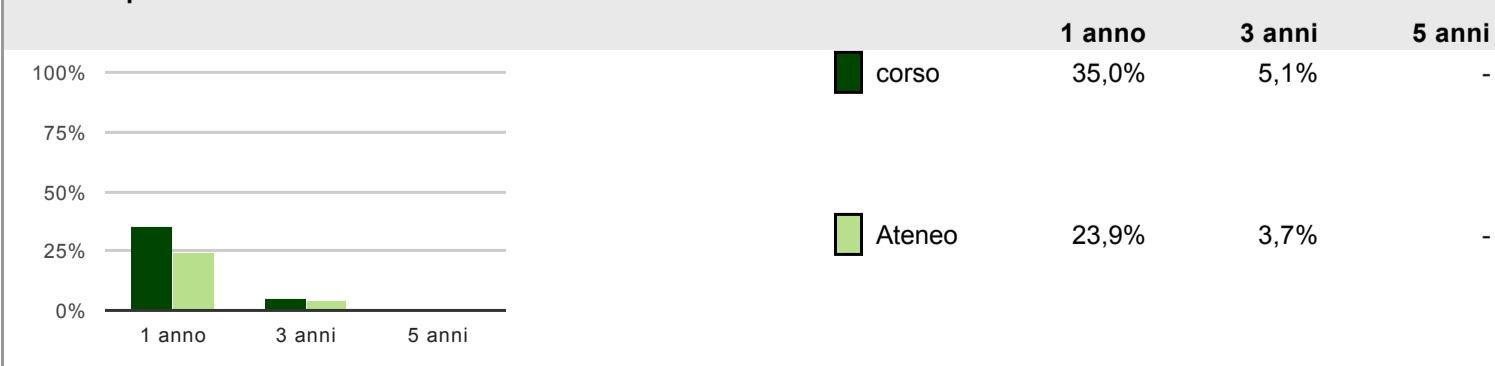 1 anno 3 anni 5 anni
100%
75%
50%
25%
0%
1 anno 3 anni 5 anni
corso 35,0% 5,1% -
Ateneo 23,9% 3,7% -